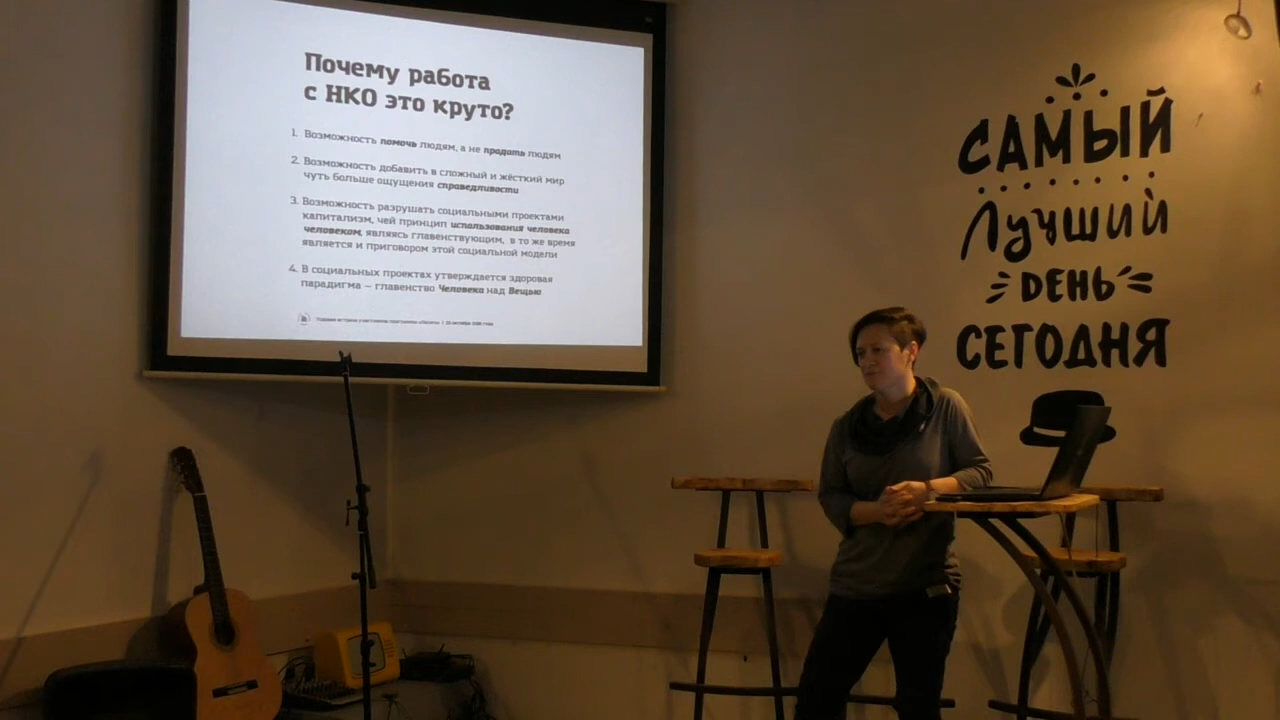 Почему работа
с НКО это круто?
1. Возможность помочь людям, а не продать людям
2. Возможность добавить в сложный и жёсткий мир
чуть больше ощущения справедливости
3. Возможность разрушать социальными проектами
капитализм, чей принцип использования человека
человеком, являясь главенствующим, в то же время
является и приговором этой социальной модели
4. В социальных проектах утверждается здоровая
парадигма – главенство Человека над Вещью
САМЫЙ
Лучший
DЕНЬ
СЕГОДНЯ